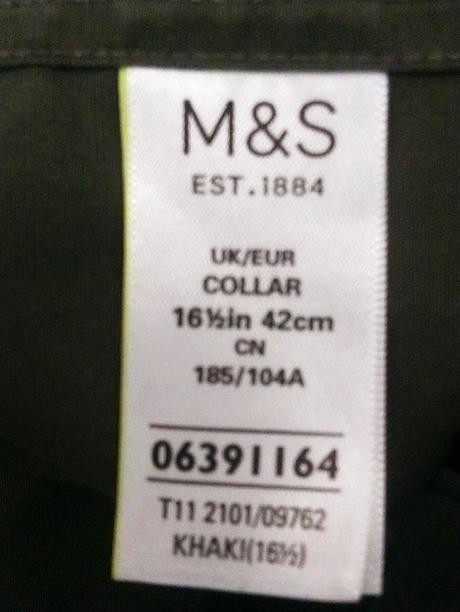 M&S
EST.1884
UK/EUR
COLLAR
16½in 42cm
CN
185/104A
06391164
T11 2101/09762
KHAKI(16½)